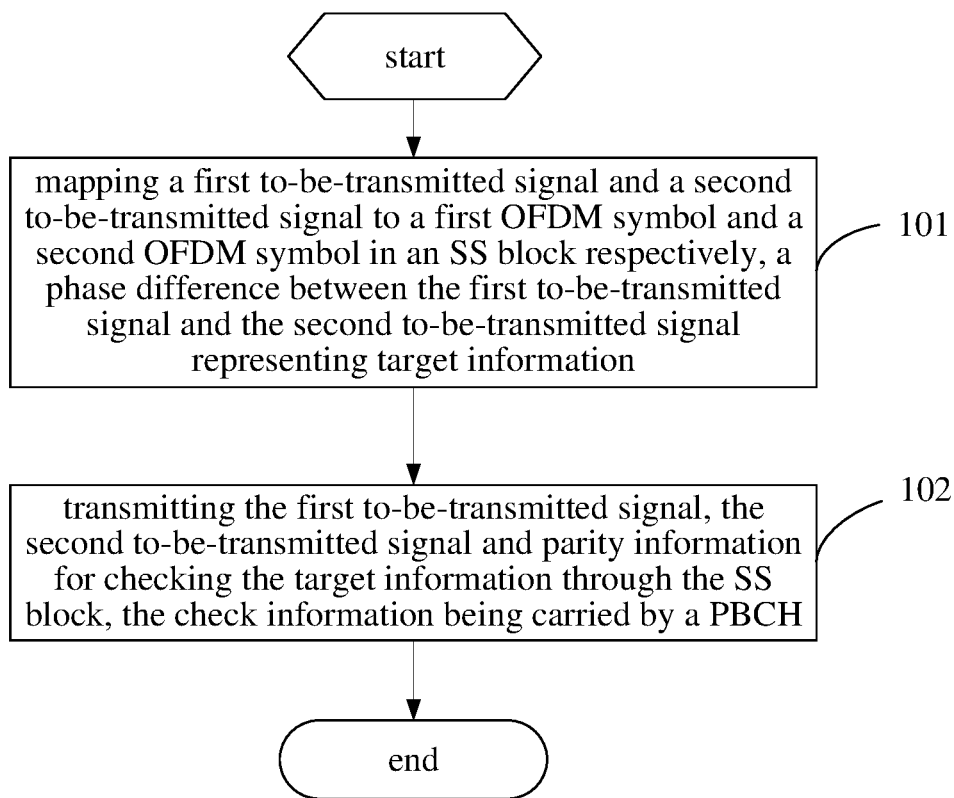 start
mapping a first to-be-transmitted signal and a second
to-be-transmitted signal to a first OFDM symbol and a
second OFDM symbol in an SS block respectively, a
phase difference between the first to-be-transmitted
signal and the second to-be-transmitted signal
representing target information
101
transmitting the first to-be-transmitted signal, the
second to-be-transmitted signal and parity information
for checking the target information through the SS
block, the check information being carried by a PBCH
102
end